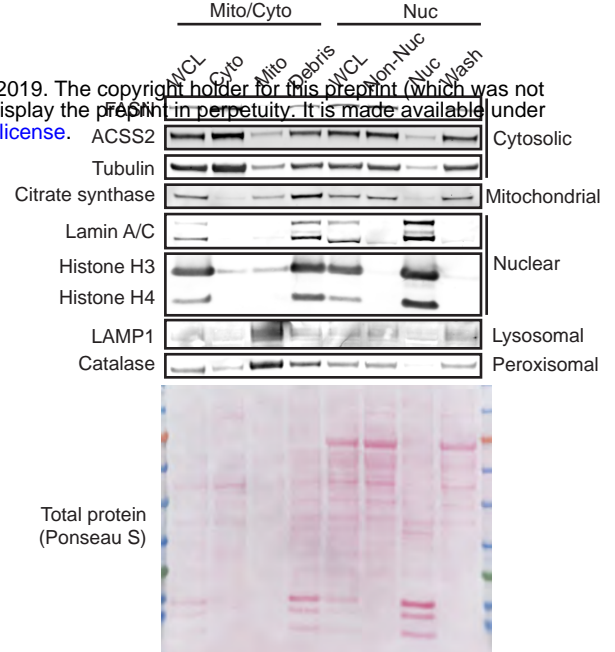 Mito/Cyto Nuc
WCL Cyto Mito Debris WCL Non-Nuc Nuc Wash
2019. The copyright holder for this preprint (which was not
isplay the preprint in perpetuity. It is made available under
license.
FASN
ACSS2 Cytosolic
Tubulin
Citrate synthase Mitochondrial
Lamin A/C
Histone H3 Nuclear
Histone H4
LAMP1 Lysosomal
Catalase Peroxisomal
Total protein
(Ponseau S)